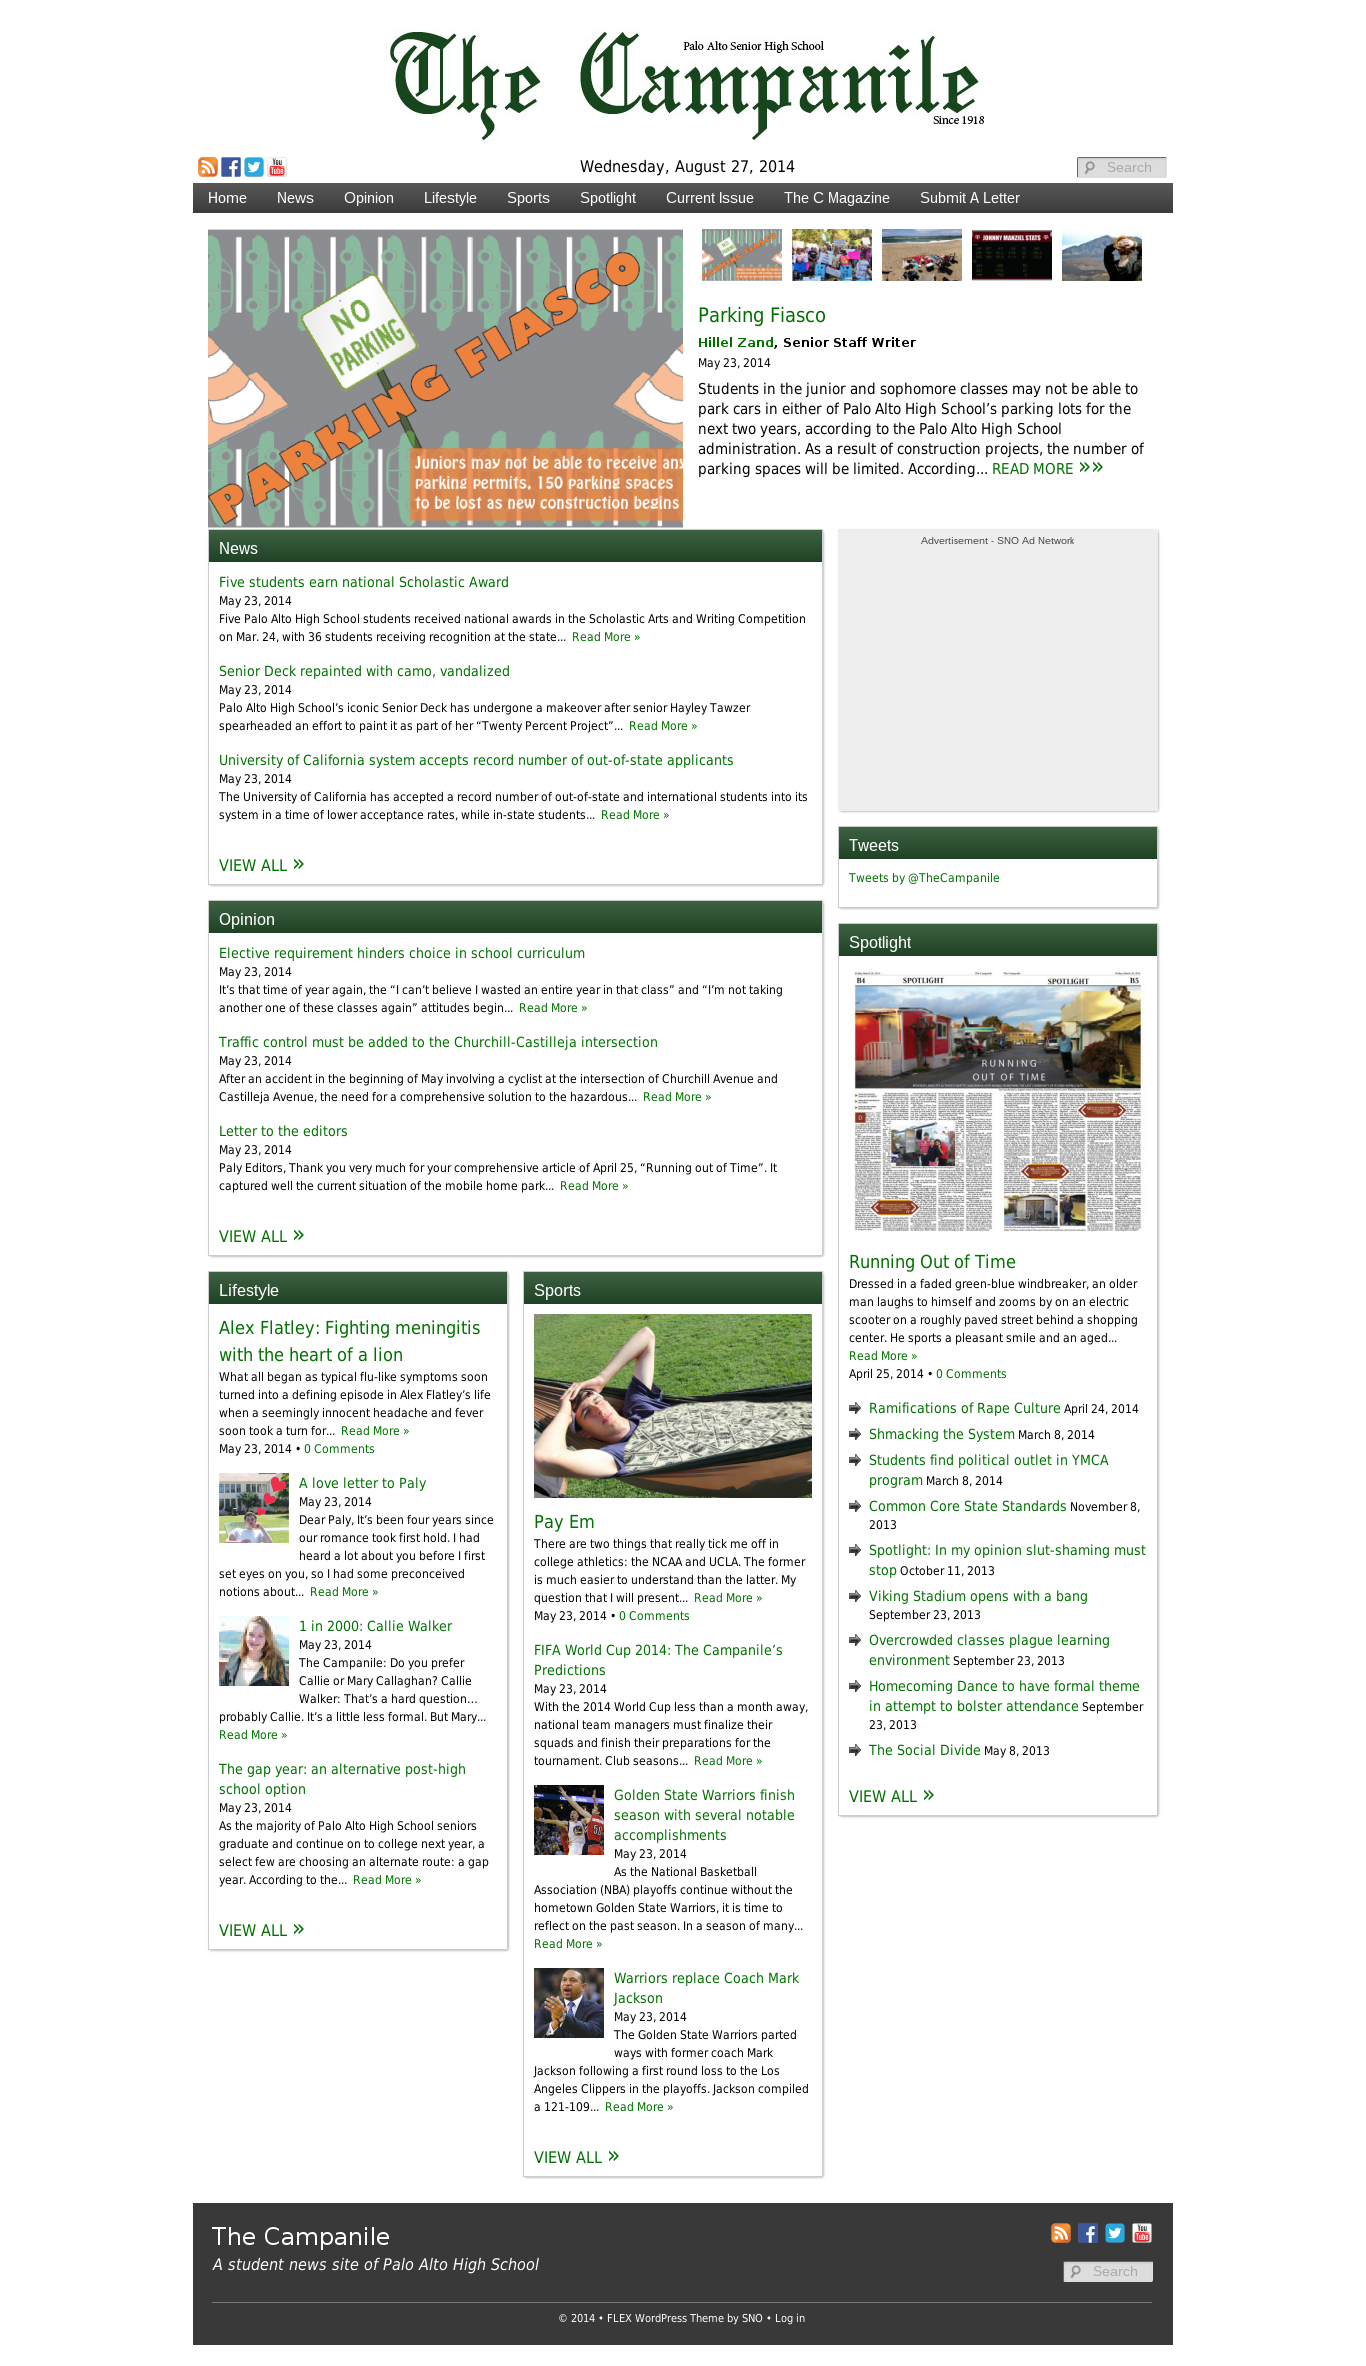 Palo Alto Senior High School
The Campanile
Since 1918
Wednesday, August 27, 2014
Search
Home News Opinion Lifestyle Sports Spotlight Current Issue The C Magazine Submit A Letter
NO PARKING
PARKING FIASCO
Juniors may not be able to receive any
parking permits, 150 parking spaces
to be lost as new construction begins
JOHNNY MANZIEL STATS
Parking Fiasco
Hillel Zand, Senior Staff Writer
May 23, 2014
Students in the junior and sophomore classes may not be able to
park cars in either of Palo Alto High School’s parking lots for the
next two years, according to the Palo Alto High School
administration. As a result of construction projects, the number of
parking spaces will be limited. According... READ MORE »»
News
Five students earn national Scholastic Award
May 23, 2014
Five Palo Alto High School students received national awards in the Scholastic Arts and Writing Competition
on Mar. 24, with 36 students receiving recognition at the state... Read More »
Senior Deck repainted with camo, vandalized
May 23, 2014
Palo Alto High School’s iconic Senior Deck has undergone a makeover after senior Hayley Tawzer
spearheaded an effort to paint it as part of her “Twenty Percent Project”... Read More »
University of California system accepts record number of out-of-state applicants
May 23, 2014
The University of California has accepted a record number of out-of-state and international students into its
system in a time of lower acceptance rates, while in-state students... Read More »
VIEW ALL »
Opinion
Elective requirement hinders choice in school curriculum
May 23, 2014
It’s that time of year again, the “I can’t believe I wasted an entire year in that class” and “I’m not taking
another one of these classes again” attitudes begin... Read More »
Traffic control must be added to the Churchill-Castilleja intersection
May 23, 2014
After an accident in the beginning of May involving a cyclist at the intersection of Churchill Avenue and
Castilleja Avenue, the need for a comprehensive solution to the hazardous... Read More »
Letter to the editors
May 23, 2014
Paly Editors, Thank you very much for your comprehensive article of April 25, “Running out of Time”. It
captured well the current situation of the mobile home park... Read More »
VIEW ALL »
Lifestyle
Alex Flatley: Fighting meningitis
with the heart of a lion
What all began as typical flu-like symptoms soon
turned into a defining episode in Alex Flatley’s life
when a seemingly innocent headache and fever
soon took a turn for... Read More »
May 23, 2014 • 0 Comments
A love letter to Paly
May 23, 2014
Dear Paly, It’s been four years since
our romance took first hold. I had
heard a lot about you before I first
set eyes on you, so I had some preconceived
notions about... Read More »
1 in 2000: Callie Walker
May 23, 2014
The Campanile: Do you prefer
Callie or Mary Callaghan? Callie
Walker: That’s a hard question…
probably Callie. It’s a little less formal. But Mary...
Read More »
The gap year: an alternative post-high
school option
May 23, 2014
As the majority of Palo Alto High School seniors
graduate and continue on to college next year, a
select few are choosing an alternate route: a gap
year. According to the... Read More »
VIEW ALL »
Sports
Pay Em
There are two things that really tick me off in
college athletics: the NCAA and UCLA. The former
is much easier to understand than the latter. My
question that I will present... Read More »
May 23, 2014 • 0 Comments
FIFA World Cup 2014: The Campanile’s
Predictions
May 23, 2014
With the 2014 World Cup less than a month away,
national team managers must finalize their
squads and finish their preparations for the
tournament. Club seasons... Read More »
Golden State Warriors finish
season with several notable
accomplishments
May 23, 2014
As the National Basketball
Association (NBA) playoffs continue without the
hometown Golden State Warriors, it is time to
reflect on the past season. In a season of many...
Read More »
Warriors replace Coach Mark
Jackson
May 23, 2014
The Golden State Warriors parted
ways with former coach Mark
Jackson following a first round loss to the Los
Angeles Clippers in the playoffs. Jackson compiled
a 121-109... Read More »
VIEW ALL »
Advertisement - SNO Ad Network
Tweets
Tweets by @TheCampanile
Spotlight
B4 SPOTLIGHT SPOTLIGHT B5
RUNNING
OUT OF TIME
Running Out of Time
Dressed in a faded green-blue windbreaker, an older
man laughs to himself and zooms by on an electric
scooter on a roughly paved street behind a shopping
center. He sports a pleasant smile and an aged...
Read More »
April 25, 2014 • 0 Comments
Ramifications of Rape Culture April 24, 2014
Shmacking the System March 8, 2014
Students find political outlet in YMCA
program March 8, 2014
Common Core State Standards November 8,
2013
Spotlight: In my opinion slut-shaming must
stop October 11, 2013
Viking Stadium opens with a bang
September 23, 2013
Overcrowded classes plague learning
environment September 23, 2013
Homecoming Dance to have formal theme
in attempt to bolster attendance September
23, 2013
The Social Divide May 8, 2013
VIEW ALL »
The Campanile
A student news site of Palo Alto High School
Search
© 2014 • FLEX WordPress Theme by SNO • Log in